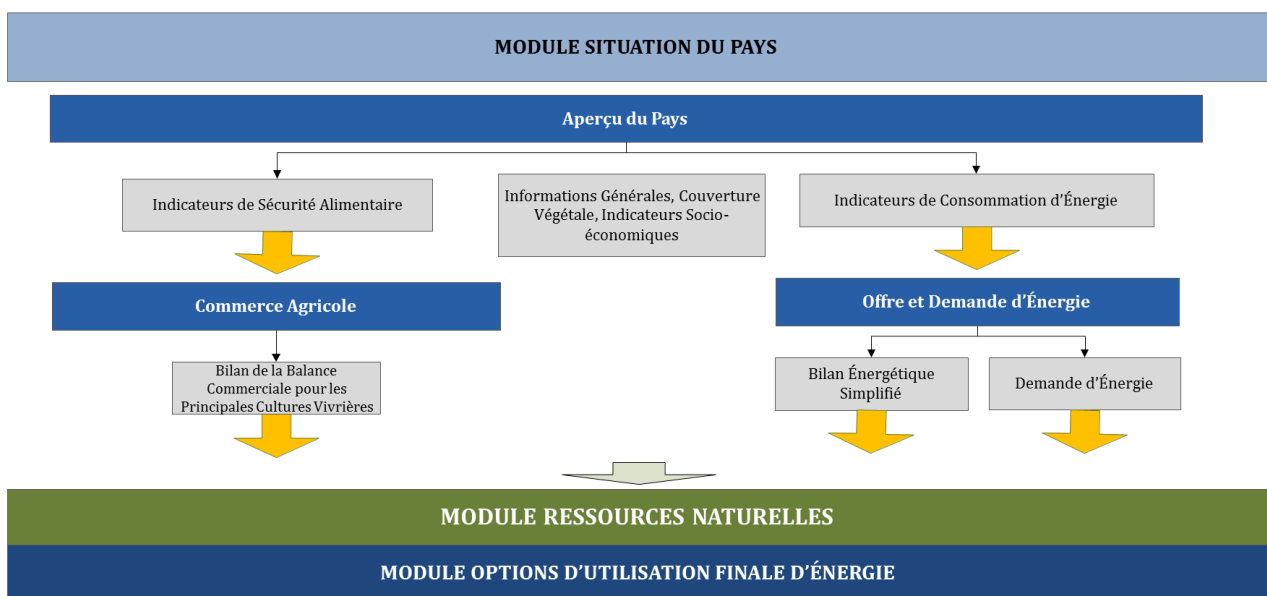 MODULE SITUATION DU PAYS
Aperçu du Pays
Indicateurs de Sécurité Alimentaire
Informations Générales, Couverture
Végétale, Indicateurs Socio-
économiques
Indicateurs de Consommation d’Énergie
Commerce Agricole
Offre et Demande d’Énergie
Bilan de la Balance
Commerciale pour les
Principales Cultures Vivrières
Bilan Énergétique
Simplifié
Demande d’Énergie
MODULE RESSOURCES NATURELLES
MODULE OPTIONS D’UTILISATION FINALE D’ÉNERGIE